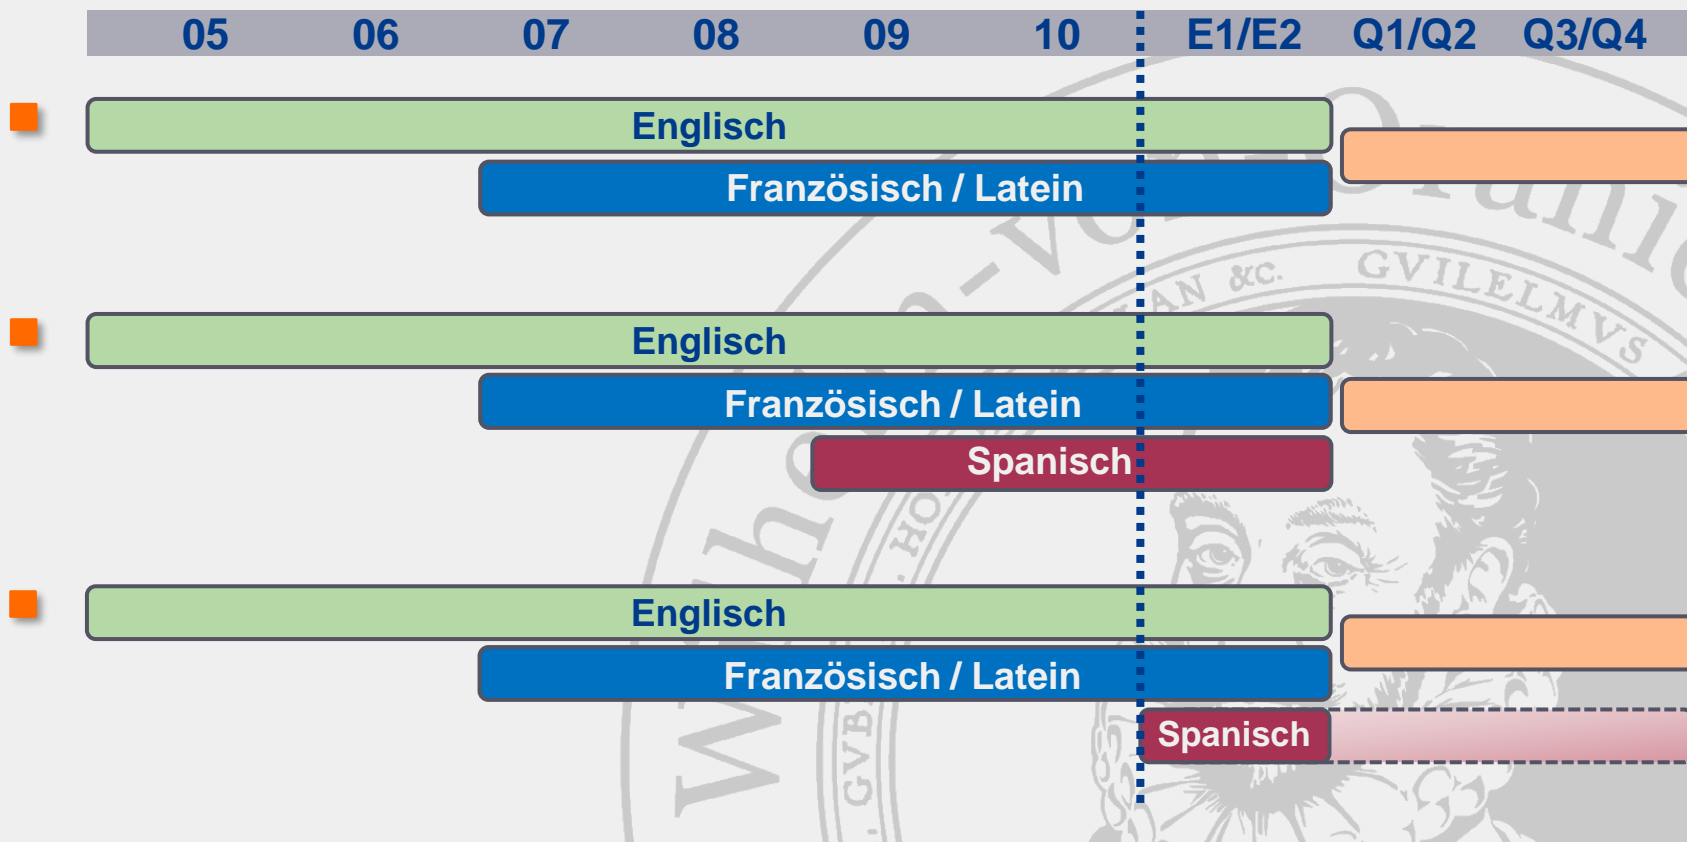 05 06 07 08 09 10 E1/E2 Q1/Q2 Q3/Q4
Englisch
Französisch / Latein
&C. GVILELMVS
Englisch
Französisch / Latein
Spanisch
Englisch
Französisch / Latein
Spanisch